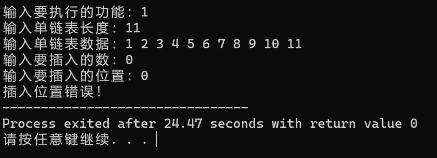 输入要执行的功能: 1
输入单链表长度: 11
输入单链表数据: 1 2 3 4 5 6 7 8 9 10 11
输入要插入的数: 0
输入要插入的位置: 0
插入位置错误!
--------------------------------
Process exited after 24.47 seconds with return value 0
请按任意键继续. . .